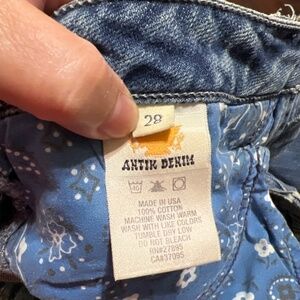 28
ANTIK DENIM
40
MADE IN USA
100% COTTON
MACHINE WASH WARM
WASH WITH LIKE COLORS
TUMBLE DRY LOW
DO NOT BLEACH
RN#27895
CA#37095